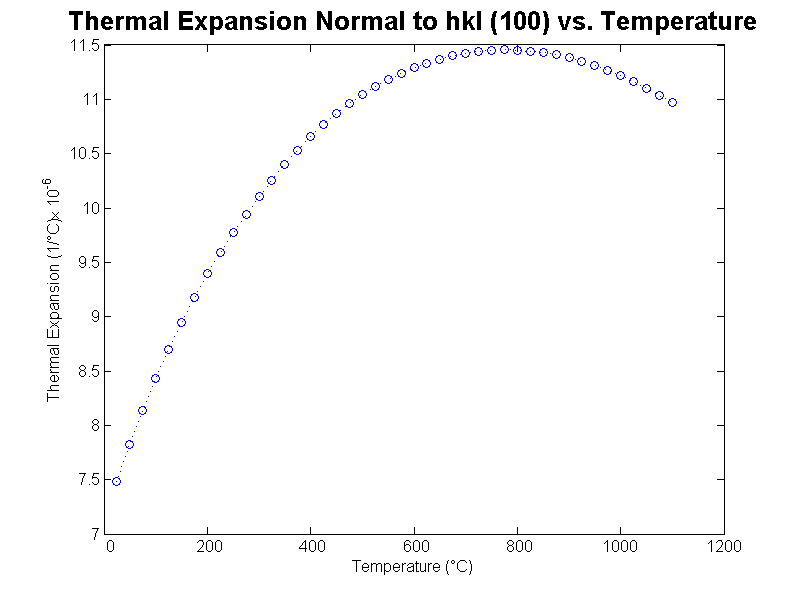 Thermal Expansion Normal to hkl (100) vs. Temperature
11.5
11
10.5
10
9.5
9
8.5
8
7.5
7
Thermal Expansion (1/°C)x 10-6
0 200 400 600 800 1000 1200
Temperature (°C)